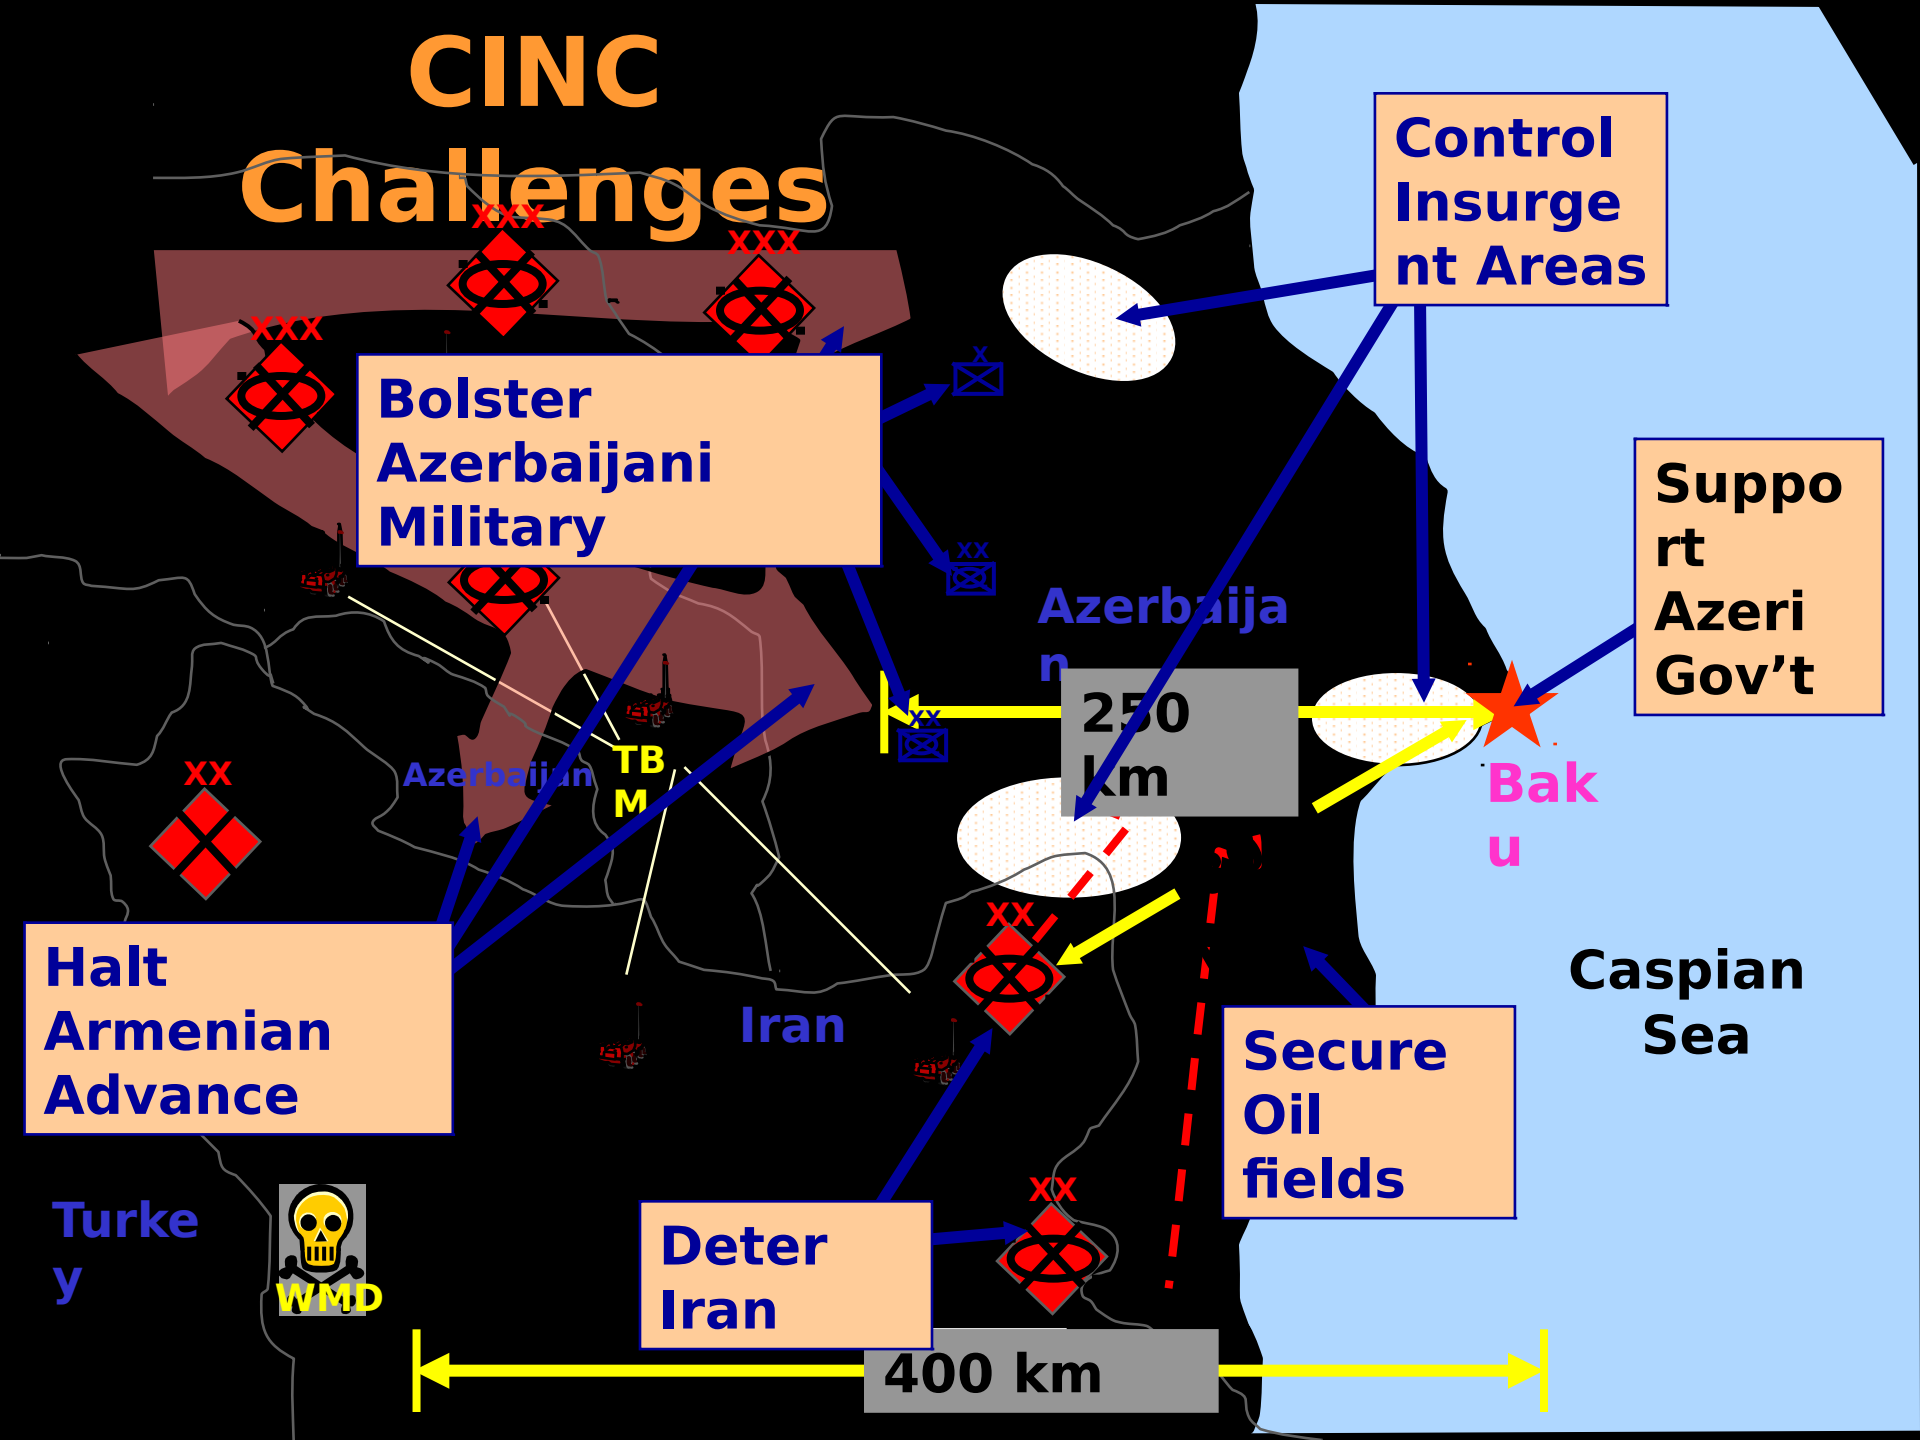 CINC
Challenges
XXX
XXX
XXX
Control
Insurge
nt Areas
Bolster
Azerbaijani
Military
X
XX
Suppo
rt
Azeri
Gov’t
Azerbaija
n
250
km
XX
Bak
u
TB
M
Azerbaijan
XX
Halt
Armenian
Advance
XX
Iran
Caspian
Sea
Secure
Oil
fields
Turke
y
WMD
Deter
Iran
XX
400 km